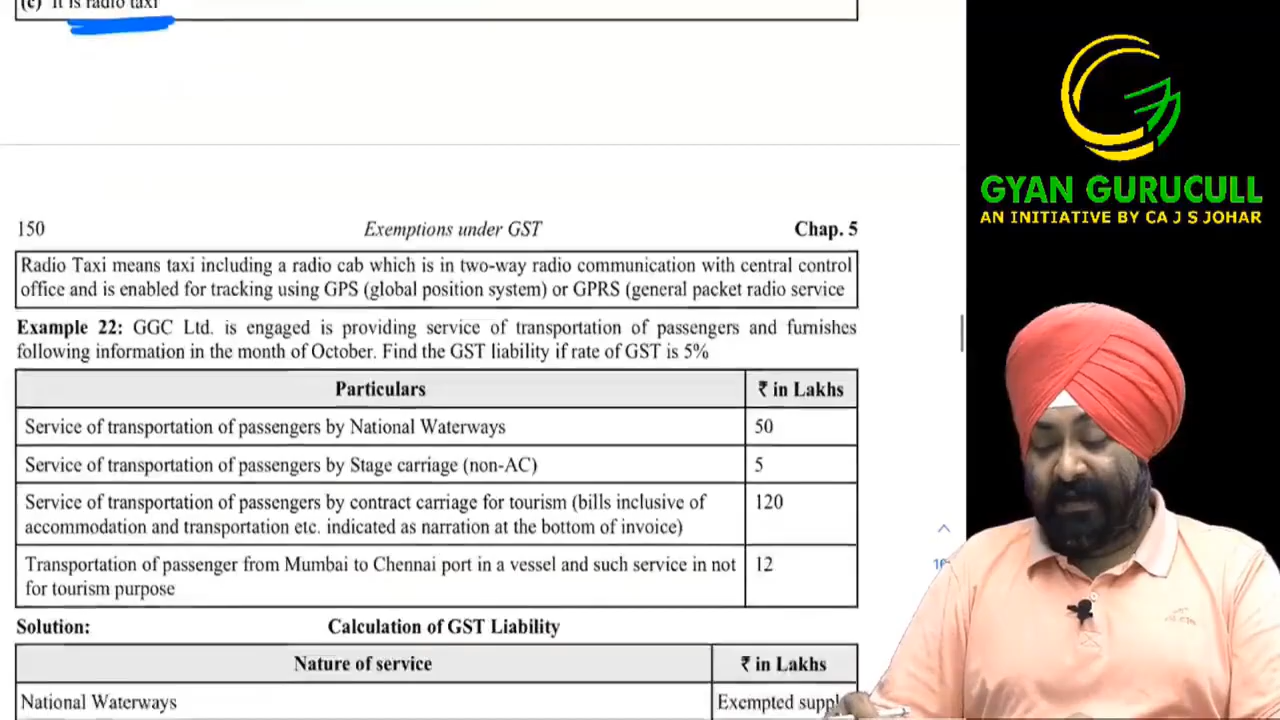 (c) It is radio taxi
GYAN GURUCULL
AN INITIATIVE BY CA J S JOHAR
150 Exemptions under GST Chap. 5
Radio Taxi means taxi including a radio cab which is in two-way radio communication with central control
office and is enabled for tracking using GPS (global position system) or GPRS (general packet radio service
Example 22: GGC Ltd. is engaged is providing service of transportation of passengers and furnishes
following information in the month of October. Find the GST liability if rate of GST is 5%
Particulars ₹ in Lakhs
Service of transportation of passengers by National Waterways 50
Service of transportation of passengers by Stage carriage (non-AC) 5
Service of transportation of passengers by contract carriage for tourism (bills inclusive of 120
accommodation and transportation etc. indicated as narration at the bottom of invoice)
Transportation of passenger from Mumbai to Chennai port in a vessel and such service in not 12
for tourism purpose
Solution: Calculation of GST Liability
Nature of service ₹ in Lakhs
National Waterways Exempted suppl